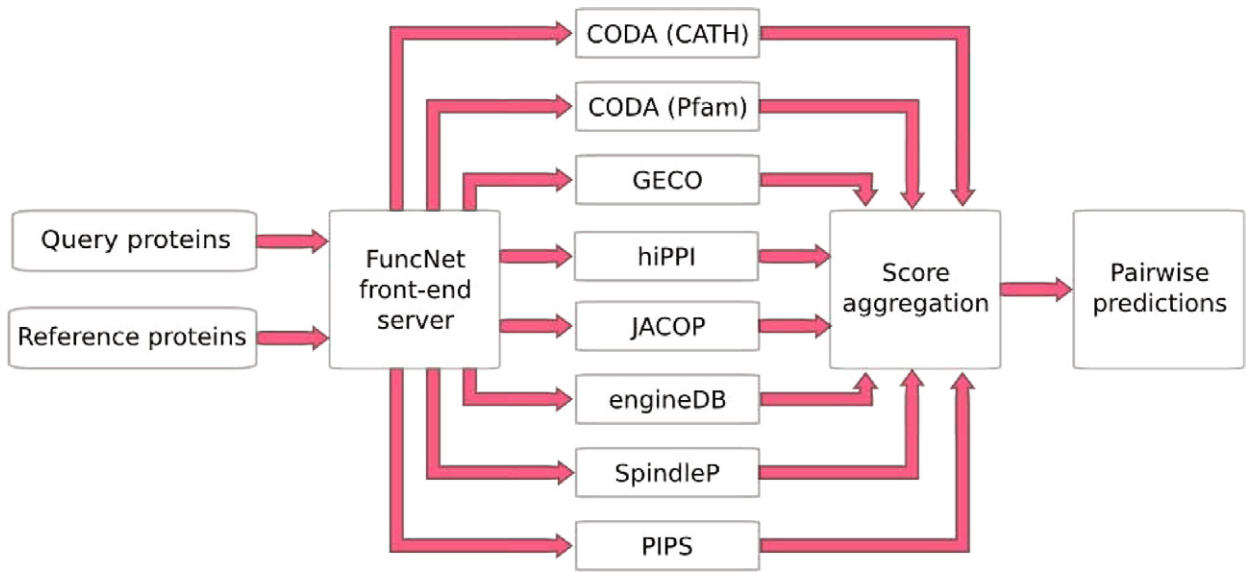 Query proteins
Reference proteins
FuncNet
front-end
server
CODA (CATH)
CODA (Pfam)
GECO
hiPPI
JACOP
engineDB
SpindleP
PIPS
Score
aggregation
Pairwise
predictions